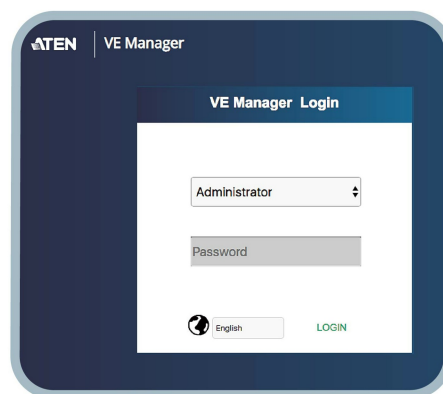 ATEN VE Manager
VE Manager Login
Administrator
Password
English LOGIN